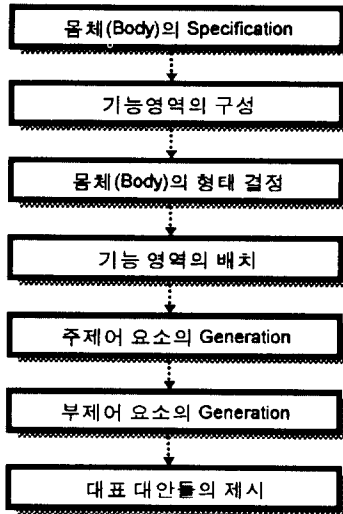 몸체(Body)의 Specification
기능영역의 구성
몸체(Body)의 형태 결정
기능 영역의 배치
주제어 요소의 Generation
부제어 요소의 Generation
대표 대안들의 제시